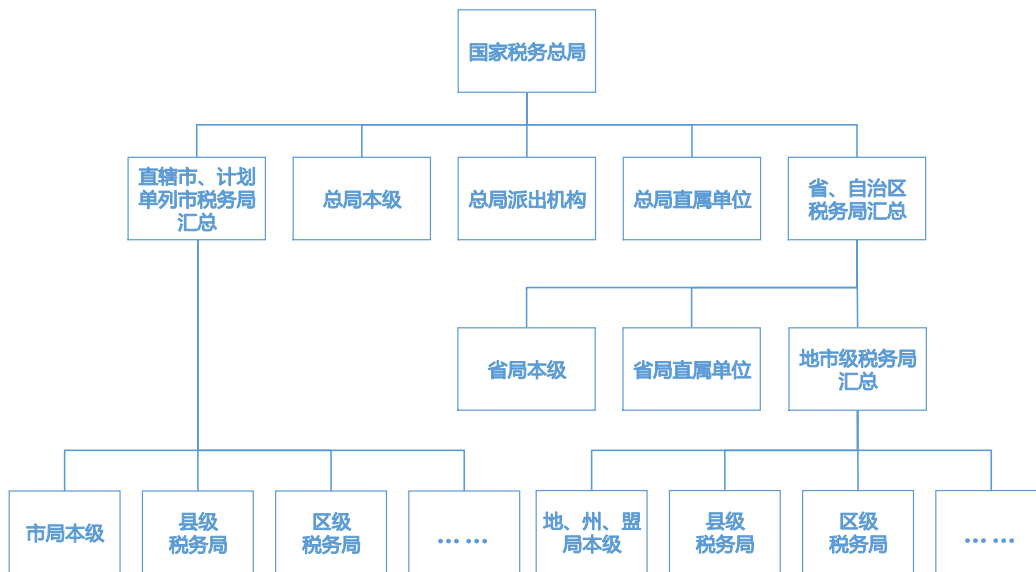 国家税务总局
直辖市、计划
单列市税务局
汇总
总局本级
总局派出机构
总局直属单位
省、自治区
税务局汇总
省局本级
省局直属单位
地市级税务局
汇总
市局本级
县级
税务局
区级
税务局
… …
地、州、盟
局本级
县级
税务局
区级
税务局
… …